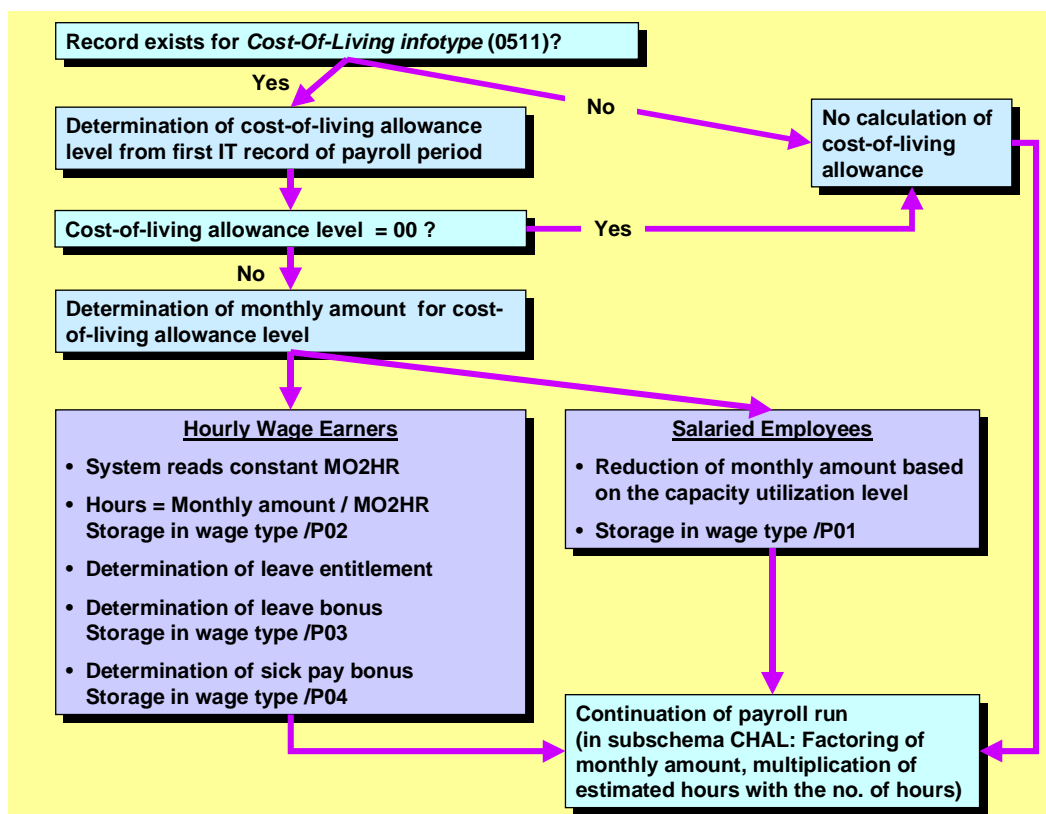 Record exists for Cost-Of-Living infotype (0511)?
Yes
No
Determination of cost-of-living allowance
level from first IT record of payroll period
No calculation of
cost-of-living
allowance
Cost-of-living allowance level = 00 ?
Yes
No
Determination of monthly amount for cost-
of-living allowance level
Hourly Wage Earners
• System reads constant MO2HR
• Hours = Monthly amount / MO2HR
Storage in wage type /P02
• Determination of leave entitlement
• Determination of leave bonus
Storage in wage type /P03
• Determination of sick pay bonus
Storage in wage type /P04
Salaried Employees
• Reduction of monthly amount based
on the capacity utilization level
• Storage in wage type /P01
Continuation of payroll run
(in subschema CHAL: Factoring of
monthly amount, multiplication of
estimated hours with the no. of hours)